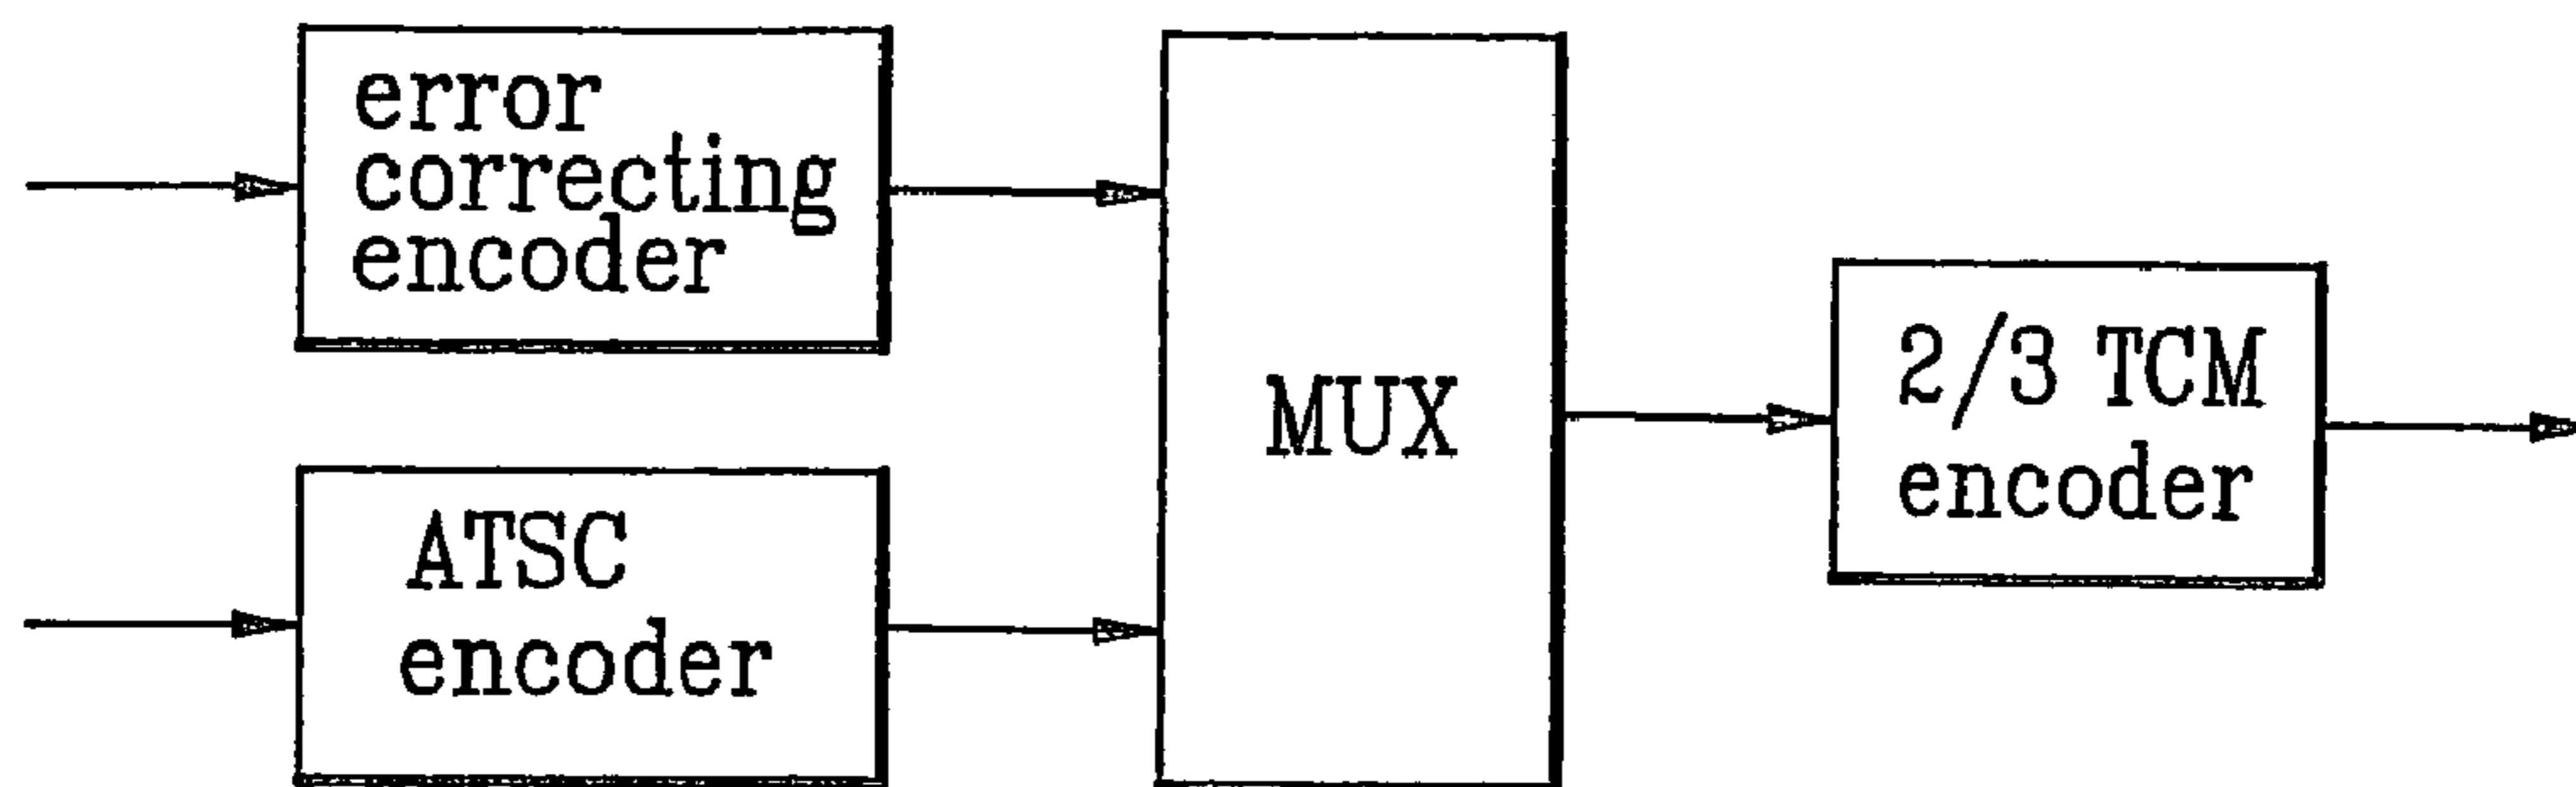 error
correcting
encoder
ATSC
encoder
MUX
2/3 TCM
encoder